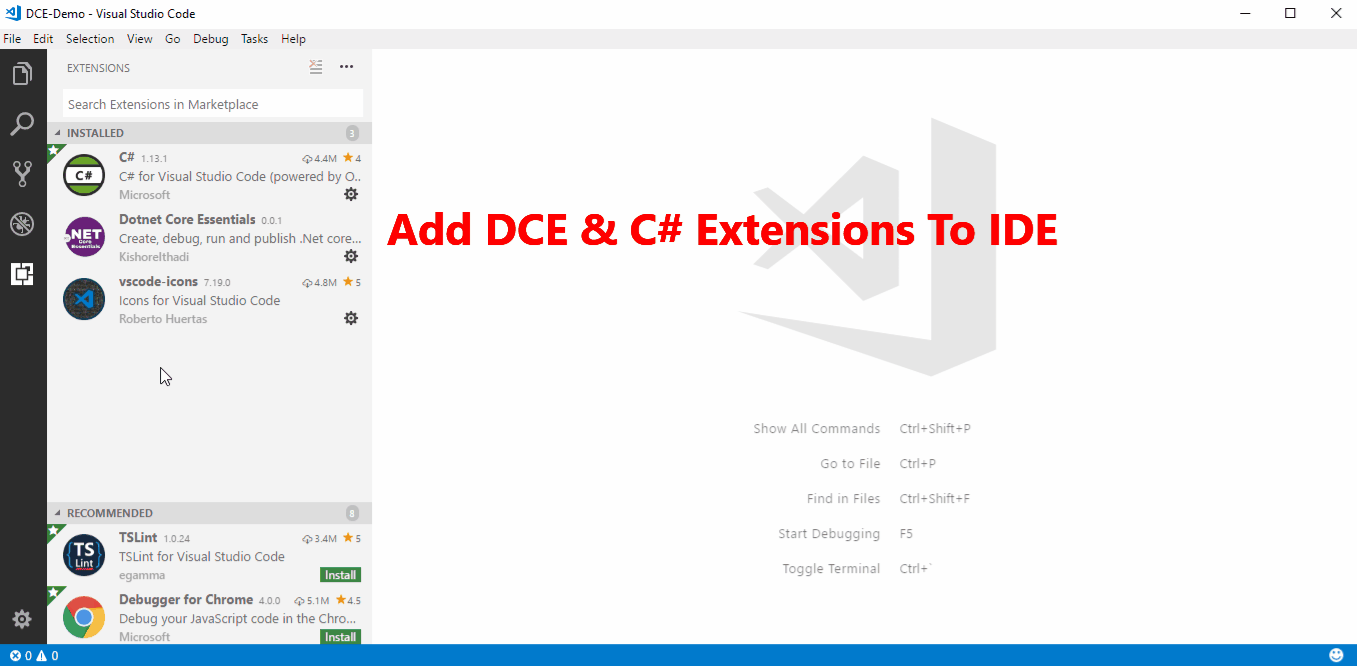 DCE-Demo - Visual Studio Code
File Edit Selection View Go Debug Tasks Help
EXTENSIONS
Search Extensions in Marketplace
INSTALLED 3
C# 1.13.1 4.4M 4
C#
C# for Visual Studio Code (powered by O..
Microsoft
Dotnet Core Essentials 0.0.1
.NET
Core
Essentials
Create, debug, run and publish .Net core...
Kishorelthadi
vscode-icons 7.19.0 4.8M 5
Icons for Visual Studio Code
Roberto Huertas
Add DCE & C# Extensions To IDE
Show All Commands Ctrl+Shift+P
Go to File Ctrl+P
Find in Files Ctrl+Shift+F
Start Debugging F5
Toggle Terminal Ctrl+`
RECOMMENDED 8
TSLint 1.0.24 3.4M 5
TS
Lint
TSLint for Visual Studio Code
egamma Install
Debugger for Chrome 4.0.0 5.1M 4.5
Debug your JavaScript code in the Chro...
Microsoft Install
0 0